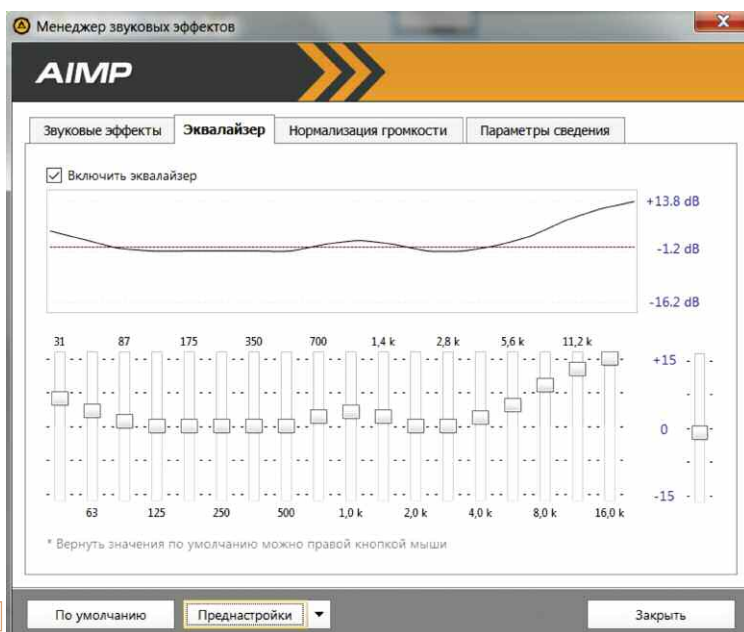 Менеджер звуковых эффектов
AIMP
Звуковые эффекты Эквалайзер Нормализация громкости Параметры сведения
Включить эквалайзер
+13.8 dB
-1.2 dB
-16.2 dB
31 87 175 350 700 1,4 k 2,8 k 5,6 k 11,2 k
+15
0
-15
63 125 250 500 1,0 k 2,0 k 4,0 k 8,0 k 16,0 k
* Вернуть значения по умолчанию можно правой кнопкой мыши
По умолчанию Преднастройки Закрыть